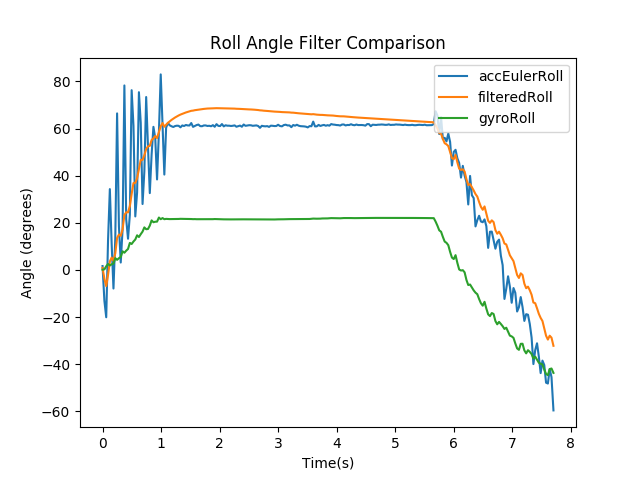 Roll Angle Filter Comparison
accEulerRoll
filteredRoll
gyroRoll
Angle (degrees)
80
60
40
20
0
−20
−40
−60
0 1 2 3 4 5 6 7 8
Time(s)